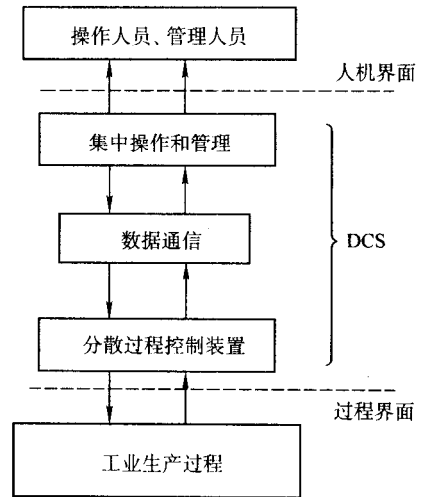 操作人员、管理人员
人机界面
集中操作和管理
数据通信
DCS
分散过程控制装置
过程界面
工业生产过程